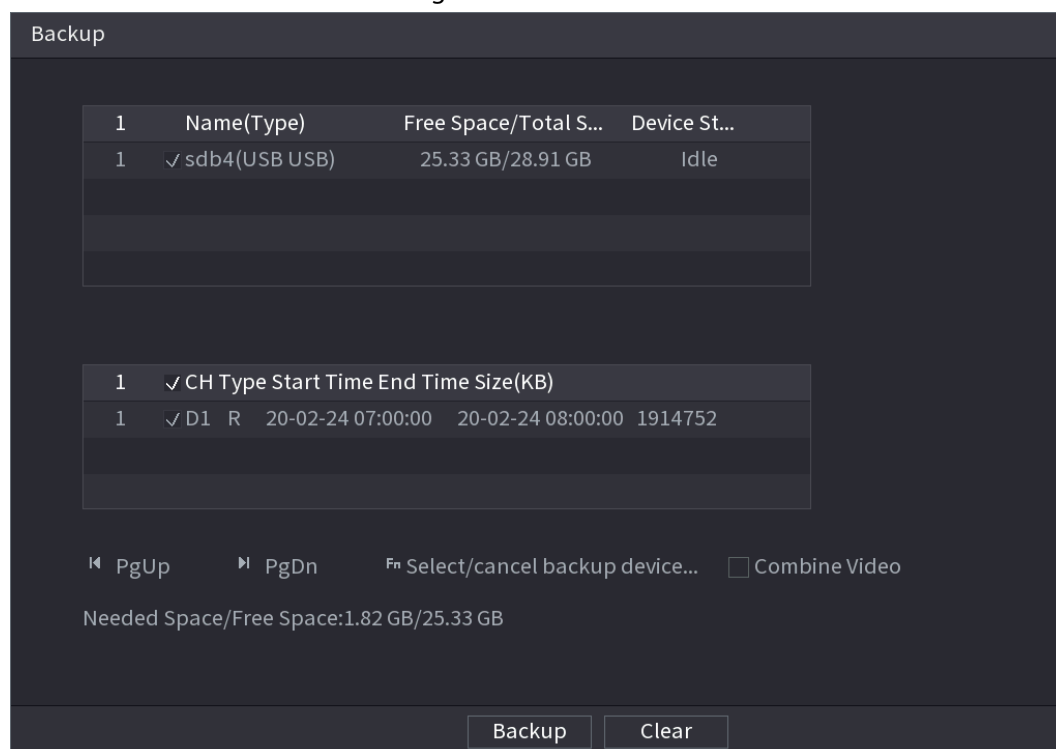 Backup
1 Name(Type) Free Space/Total S... Device St...
1 sdb4(USB USB) 25.33 GB/28.91 GB Idle
1 CH Type Start Time End Time Size(KB)
1 D1 R 20-02-24 07:00:00 20-02-24 08:00:00 1914752
PgUp PgDn Fn Select/cancel backup device... Combine Video
Needed Space/Free Space:1.82 GB/25.33 GB
Backup Clear